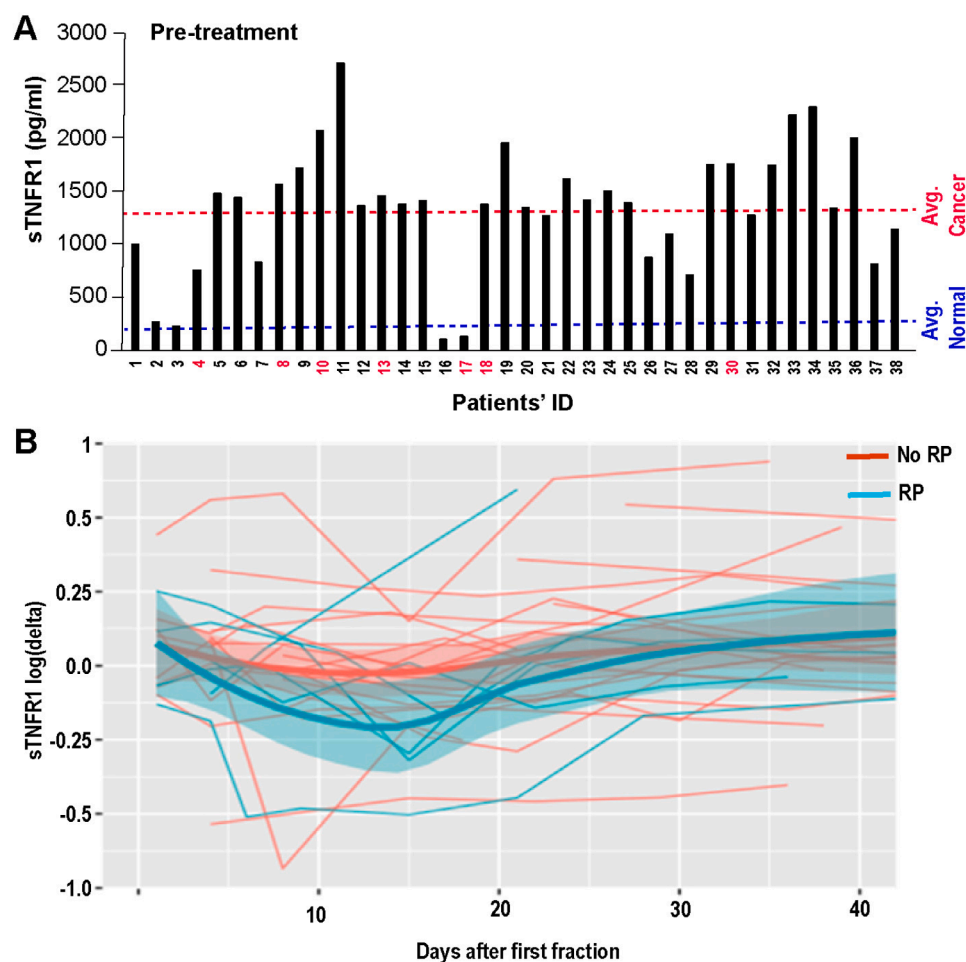 A
Pre-treatment
sTNFR1 (pg/ml)
3000
2500
2000
1500
1000
500
0
Avg. Cancer
Avg. Normal
1 2 3 4 5 6 7 8 9 10 11 12 13 14 15 16 17 18 19 20 21 22 23 24 25 26 27 28 29 30 31 32 33 34 35 36 37 38
Patients' ID
B
sTNFR1 log(delta)
1
0.5
0.25
0.0
-0.25
-0.5
-1.0
No RP
RP
10 20 30 40
Days after first fraction